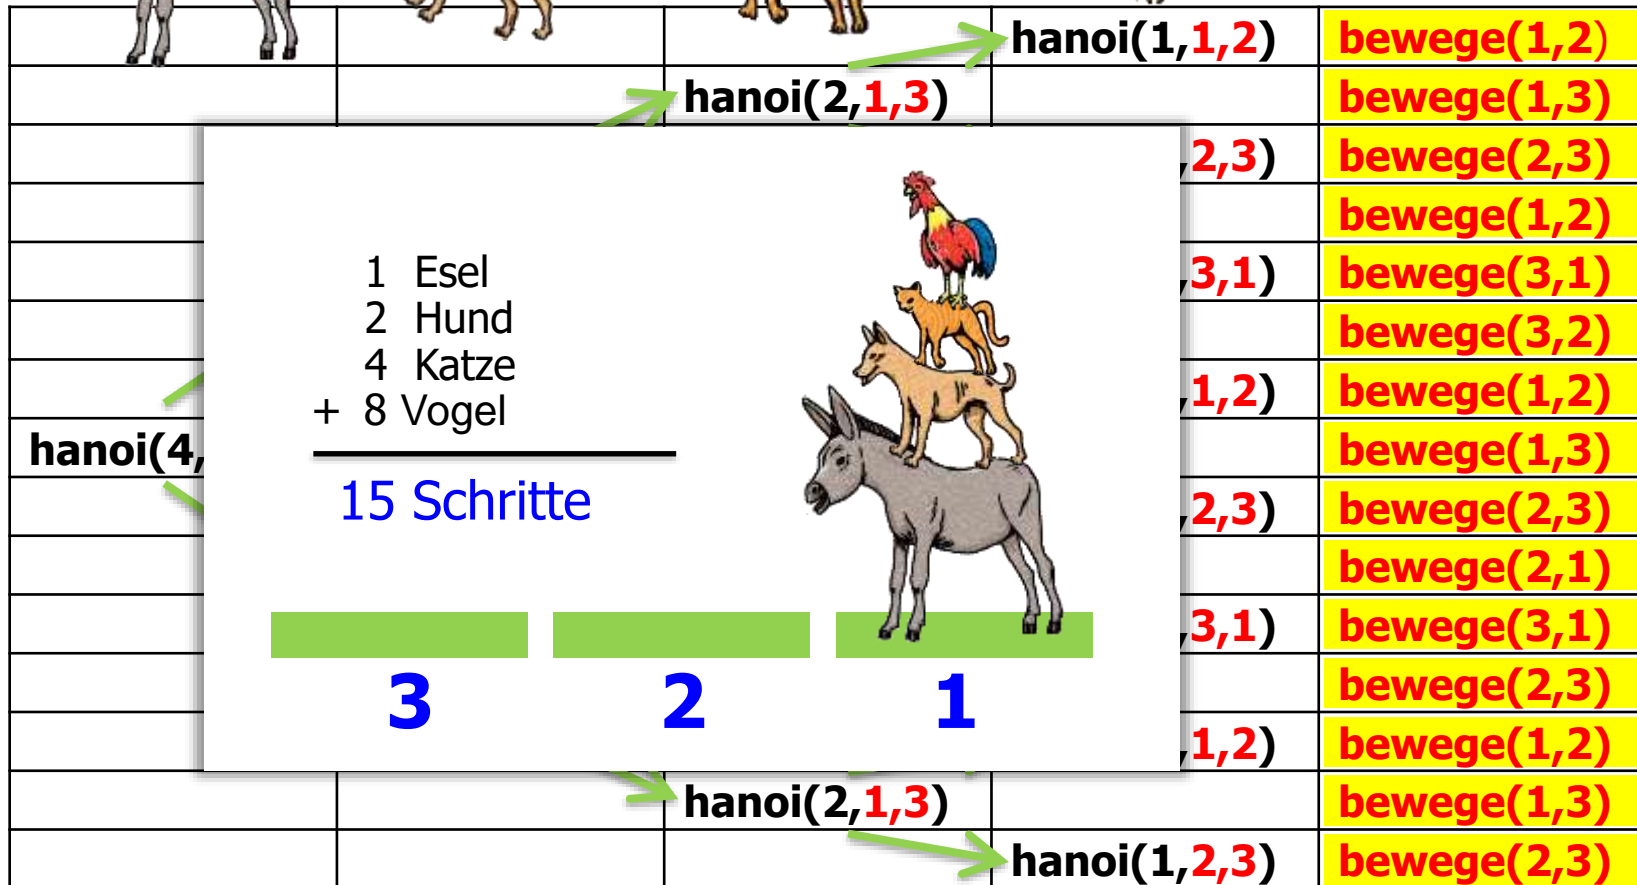 hanoi(1,1,2) bewege(1,2)
hanoi(2,1,3) bewege(1,3)
,2,3) bewege(2,3)
bewege(1,2)
,3,1) bewege(3,1)
bewege(3,2)
,1,2) bewege(1,2)
hanoi(4, bewege(1,3)
,2,3) bewege(2,3)
bewege(2,1)
,3,1) bewege(3,1)
bewege(2,3)
,1,2) bewege(1,2)
hanoi(2,1,3) bewege(1,3)
hanoi(1,2,3) bewege(2,3)
1 Esel
2 Hund
4 Katze
+ 8 Vogel
15 Schritte
3 2 1